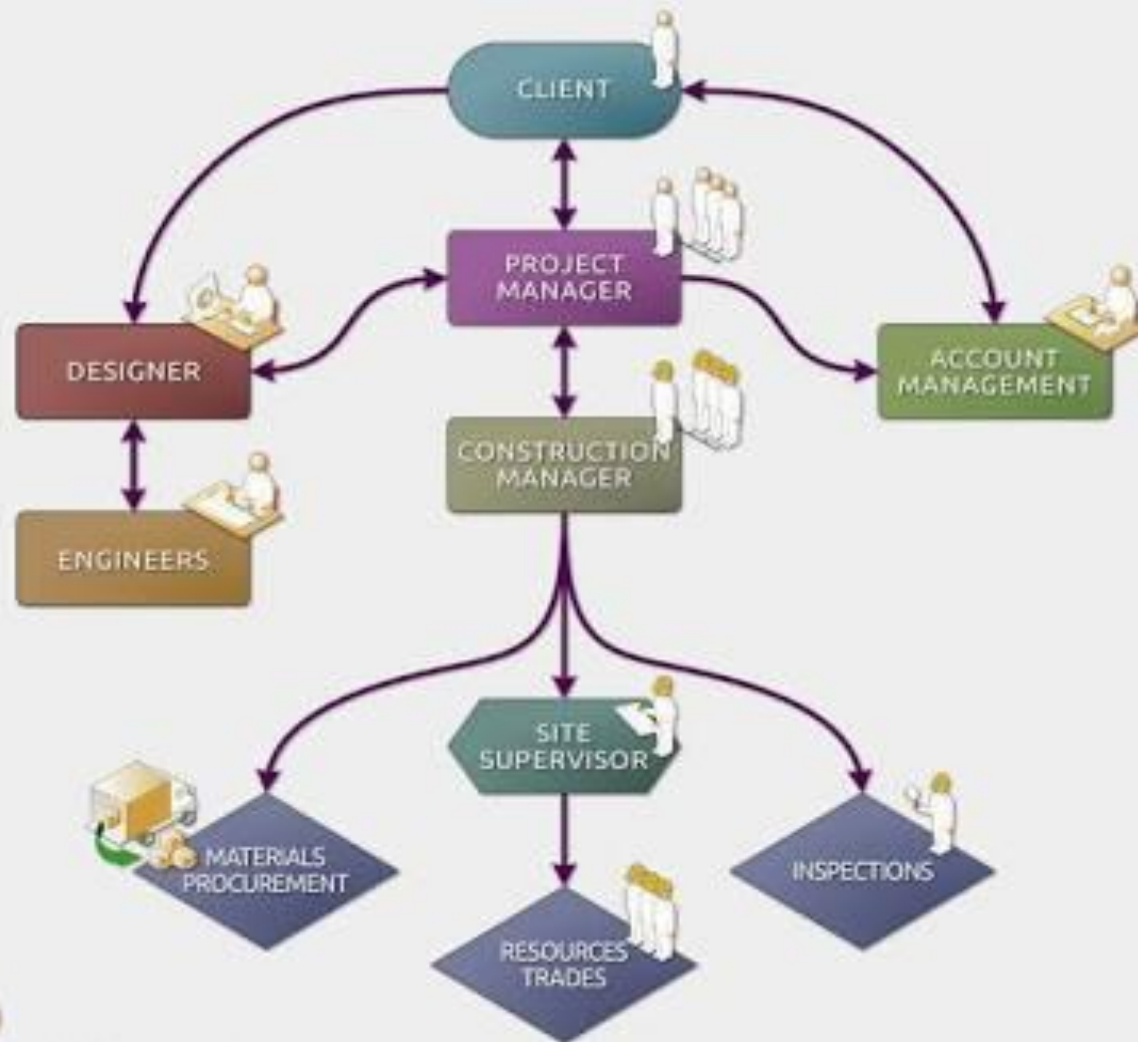 CLIENT
PROJECT
MANAGER
DESIGNER
ACCOUNT
MANAGEMENT
CONSTRUCTION
MANAGER
ENGINEERS
SITE
SUPERVISOR
MATERIALS
PROCUREMENT
INSPECTIONS
RESOURCES
TRADES